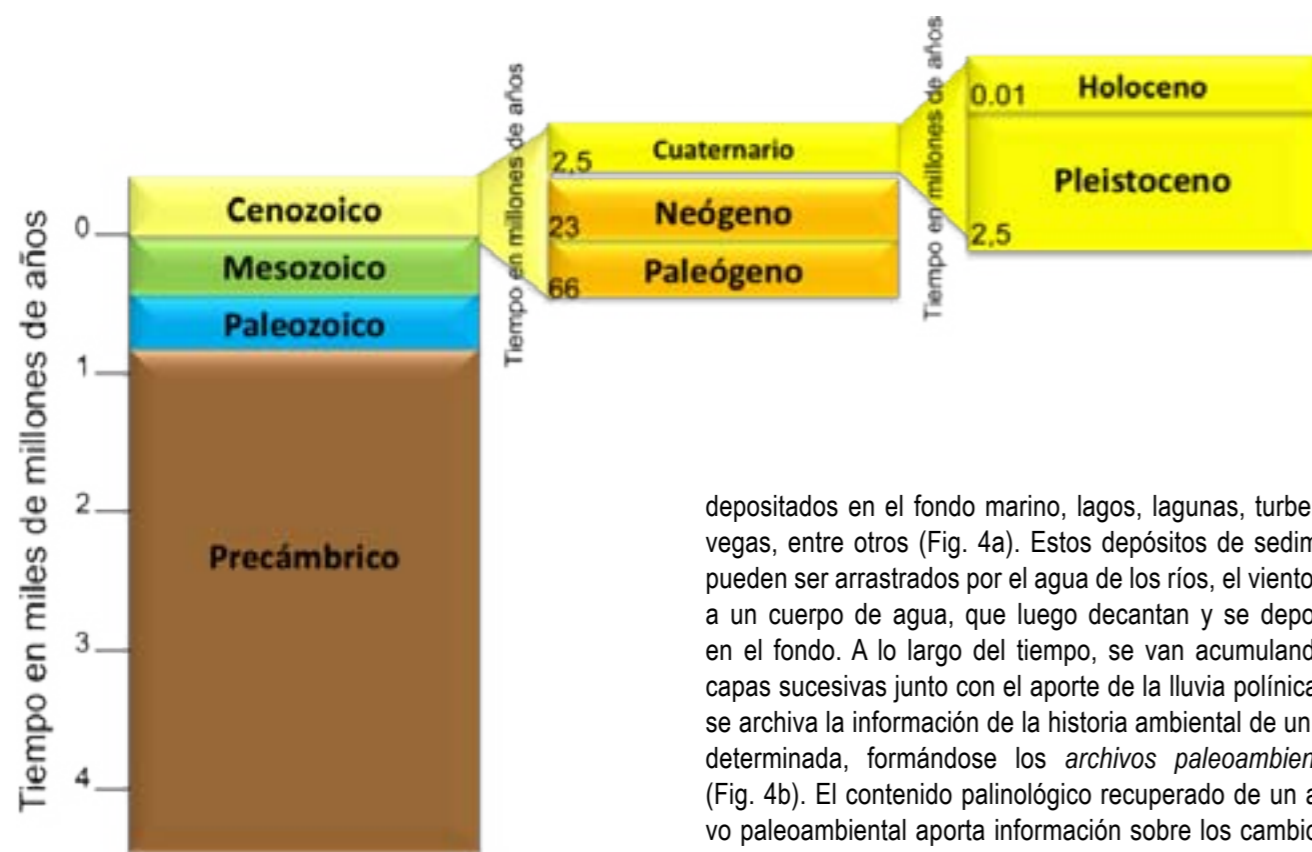 Tiempo en miles de millones de años
0
1
2
3
4
Cenozoico
Mesozoico
Paleozoico
Precámbrico
Tiempo en millones de años
2,5
23
66
Cuaternario
Neógeno
Paleógeno
Tiempo en millones de años
0.01
2,5
Holoceno
Pleistoceno
depositados en el fondo marino, lagos, lagunas, turbe
vegas, entre otros (Fig. 4a). Estos depósitos de sedim
pueden ser arrastrados por el agua de los ríos, el viento
a un cuerpo de agua, que luego decantan y se depo
en el fondo. A lo largo del tiempo, se van acumuland
capas sucesivas junto con el aporte de la lluvia polínica
se archiva la información de la historia ambiental de un
determinada, formándose los archivos paleoambien
(Fig. 4b). El contenido palinológico recuperado de un a
vo paleoambiental aporta información sobre los cambio